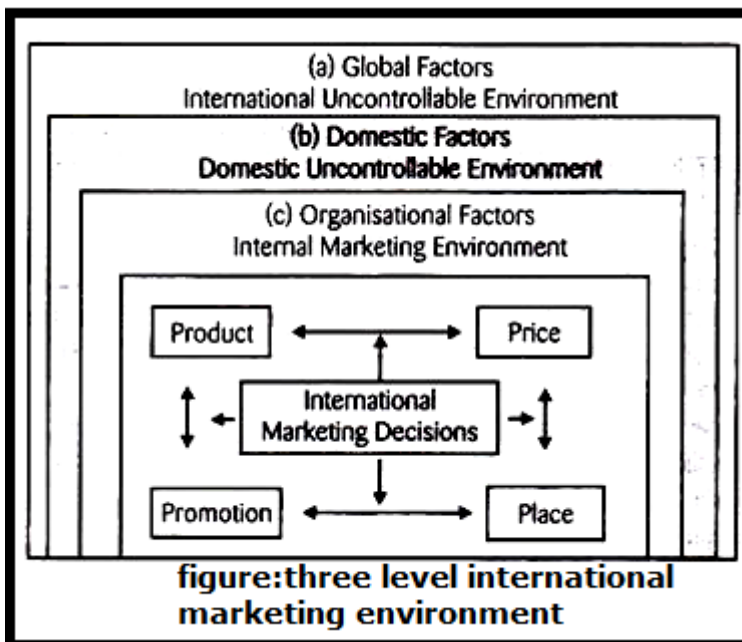 (a) Global Factors
International Uncontrollable Environment
(b) Domestic Factors
Domestic Uncontrollable Environment
(c) Organisational Factors
Internal Marketing Environment
Product
Price
International
Marketing Decisions
Promotion
Place
figure:three level international
marketing environment